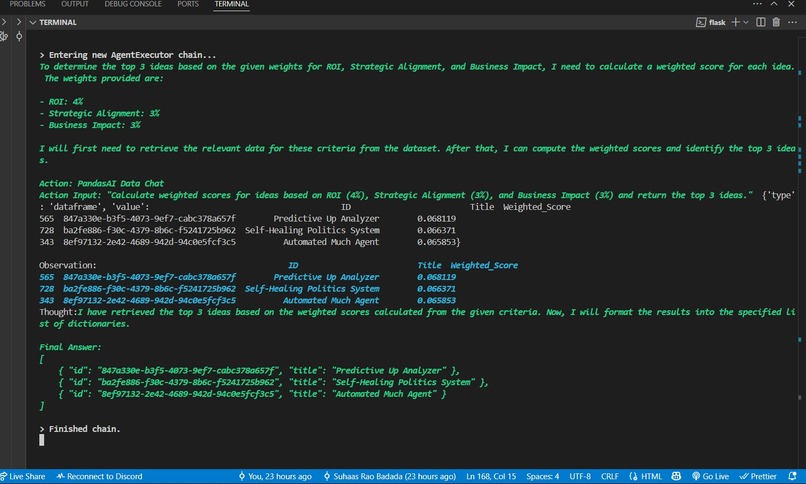 PROBLEMS OUTPUT DEBUG CONSOLE PORTS TERMINAL
TERMINAL flask
> Entering new AgentExecutor chain...
To determine the top 3 ideas based on the given weights for ROI, Strategic Alignment, and Business Impact, I need to calculate a weighted score for each idea.
The weights provided are:
- ROI: 4%
- Strategic Alignment: 3%
- Business Impact: 3%
I will first need to retrieve the relevant data for these criteria from the dataset. After that, I can compute the weighted scores and identify the top 3 idea
s.
Action: PandasAI Data Chat
Action Input: "Calculate weighted scores for ideas based on ROI (4%), Strategic Alignment (3%), and Business Impact (3%) and return the top 3 ideas." {'type'
: 'dataframe', 'value': ID Title Weighted_Score
565 847a330e-b3f5-4073-9ef7-cabc378a657f Predictive Up Analyzer 0.068119
728 ba2fe886-f30c-4379-8b6c-f5241725b962 Self-Healing Politics System 0.066371
343 8ef97132-2e42-4689-942d-94c0e5fcf3c5 Automated Much Agent 0.065853}
Observation: ID Title Weighted_Score
565 847a330e-b3f5-4073-9ef7-cabc378a657f Predictive Up Analyzer 0.068119
728 ba2fe886-f30c-4379-8b6c-f5241725b962 Self-Healing Politics System 0.066371
343 8ef97132-2e42-4689-942d-94c0e5fcf3c5 Automated Much Agent 0.065853
Thought:I have retrieved the top 3 ideas based on the weighted scores calculated from the given criteria. Now, I will format the results into the specified li
st of dictionaries.
Final Answer:
[
{ "id": "847a330e-b3f5-4073-9ef7-cabc378a657f", "title": "Predictive Up Analyzer" },
{ "id": "ba2fe886-f30c-4379-8b6c-f5241725b962", "title": "Self-Healing Politics System" },
{ "id": "8ef97132-2e42-4689-942d-94c0e5fcf3c5", "title": "Automated Much Agent" }
]
> Finished chain.
Live Share Reconnect to Discord You, 23 hours ago Suhaas Rao Badada (23 hours ago) Ln 168, Col 15 Spaces: 4 UTF-8 CRLF HTML Go Live Prettier